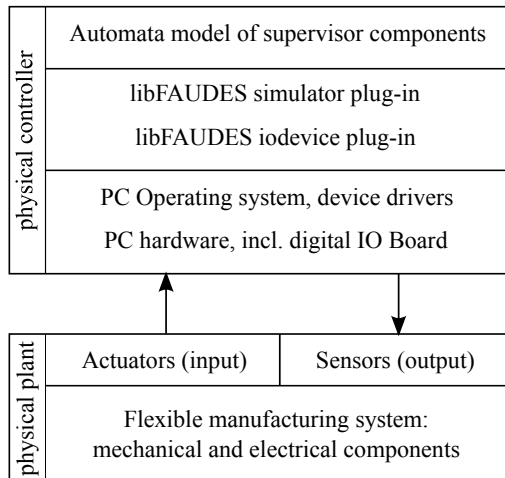 physical controller
Automata model of supervisor components
libFAUDES simulator plug-in
libFAUDES iodevice plug-in
PC Operating system, device drivers
PC hardware, incl. digital IO Board
physical plant
Actuators (input)
Sensors (output)
Flexible manufacturing system:
mechanical and electrical components